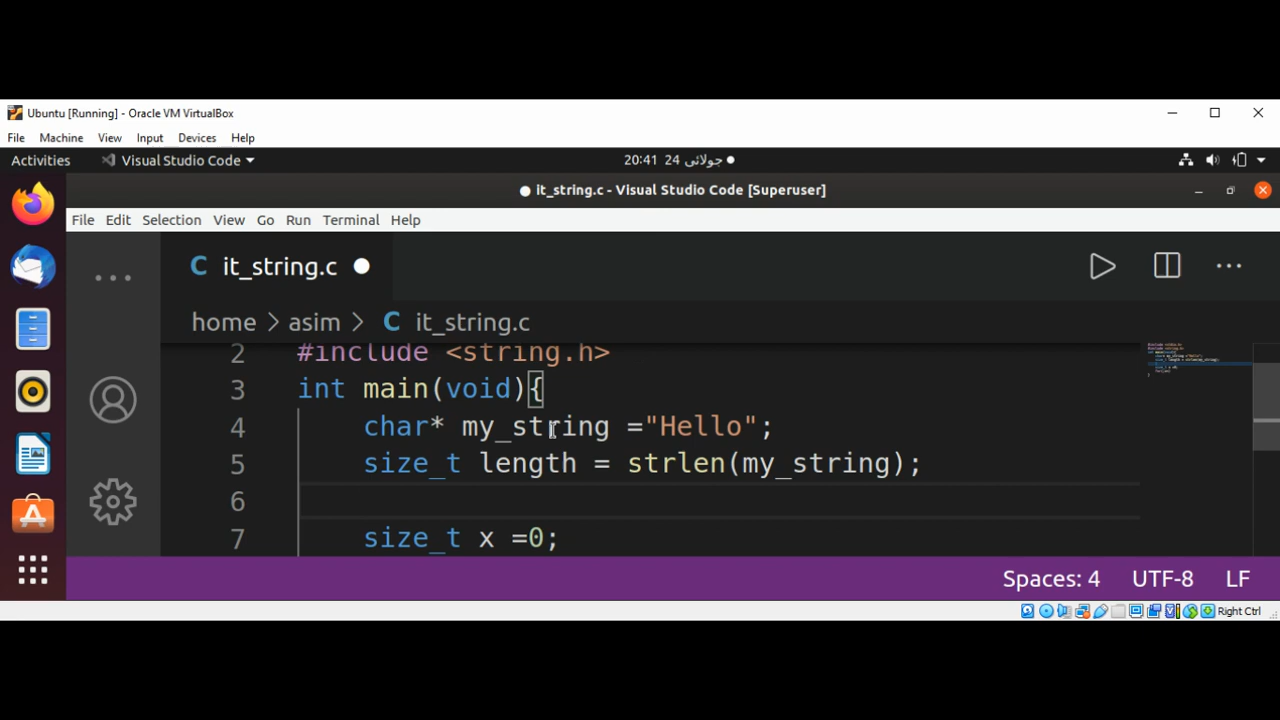 Ubuntu [Running] - Oracle VM VirtualBox
File Machine View Input Devices Help
Activities Visual Studio Code 20:41 24 جولائی
it_string.c - Visual Studio Code [Superuser]
File Edit Selection View Go Run Terminal Help
C it_string.c
home > asim > C it_string.c
2 #include <string.h>
3 int main(void){
4 char* my_string ="Hello";
5 size_t length = strlen(my_string);
6
7 size_t x =0;
Spaces: 4 UTF-8 LF
Right Ctrl